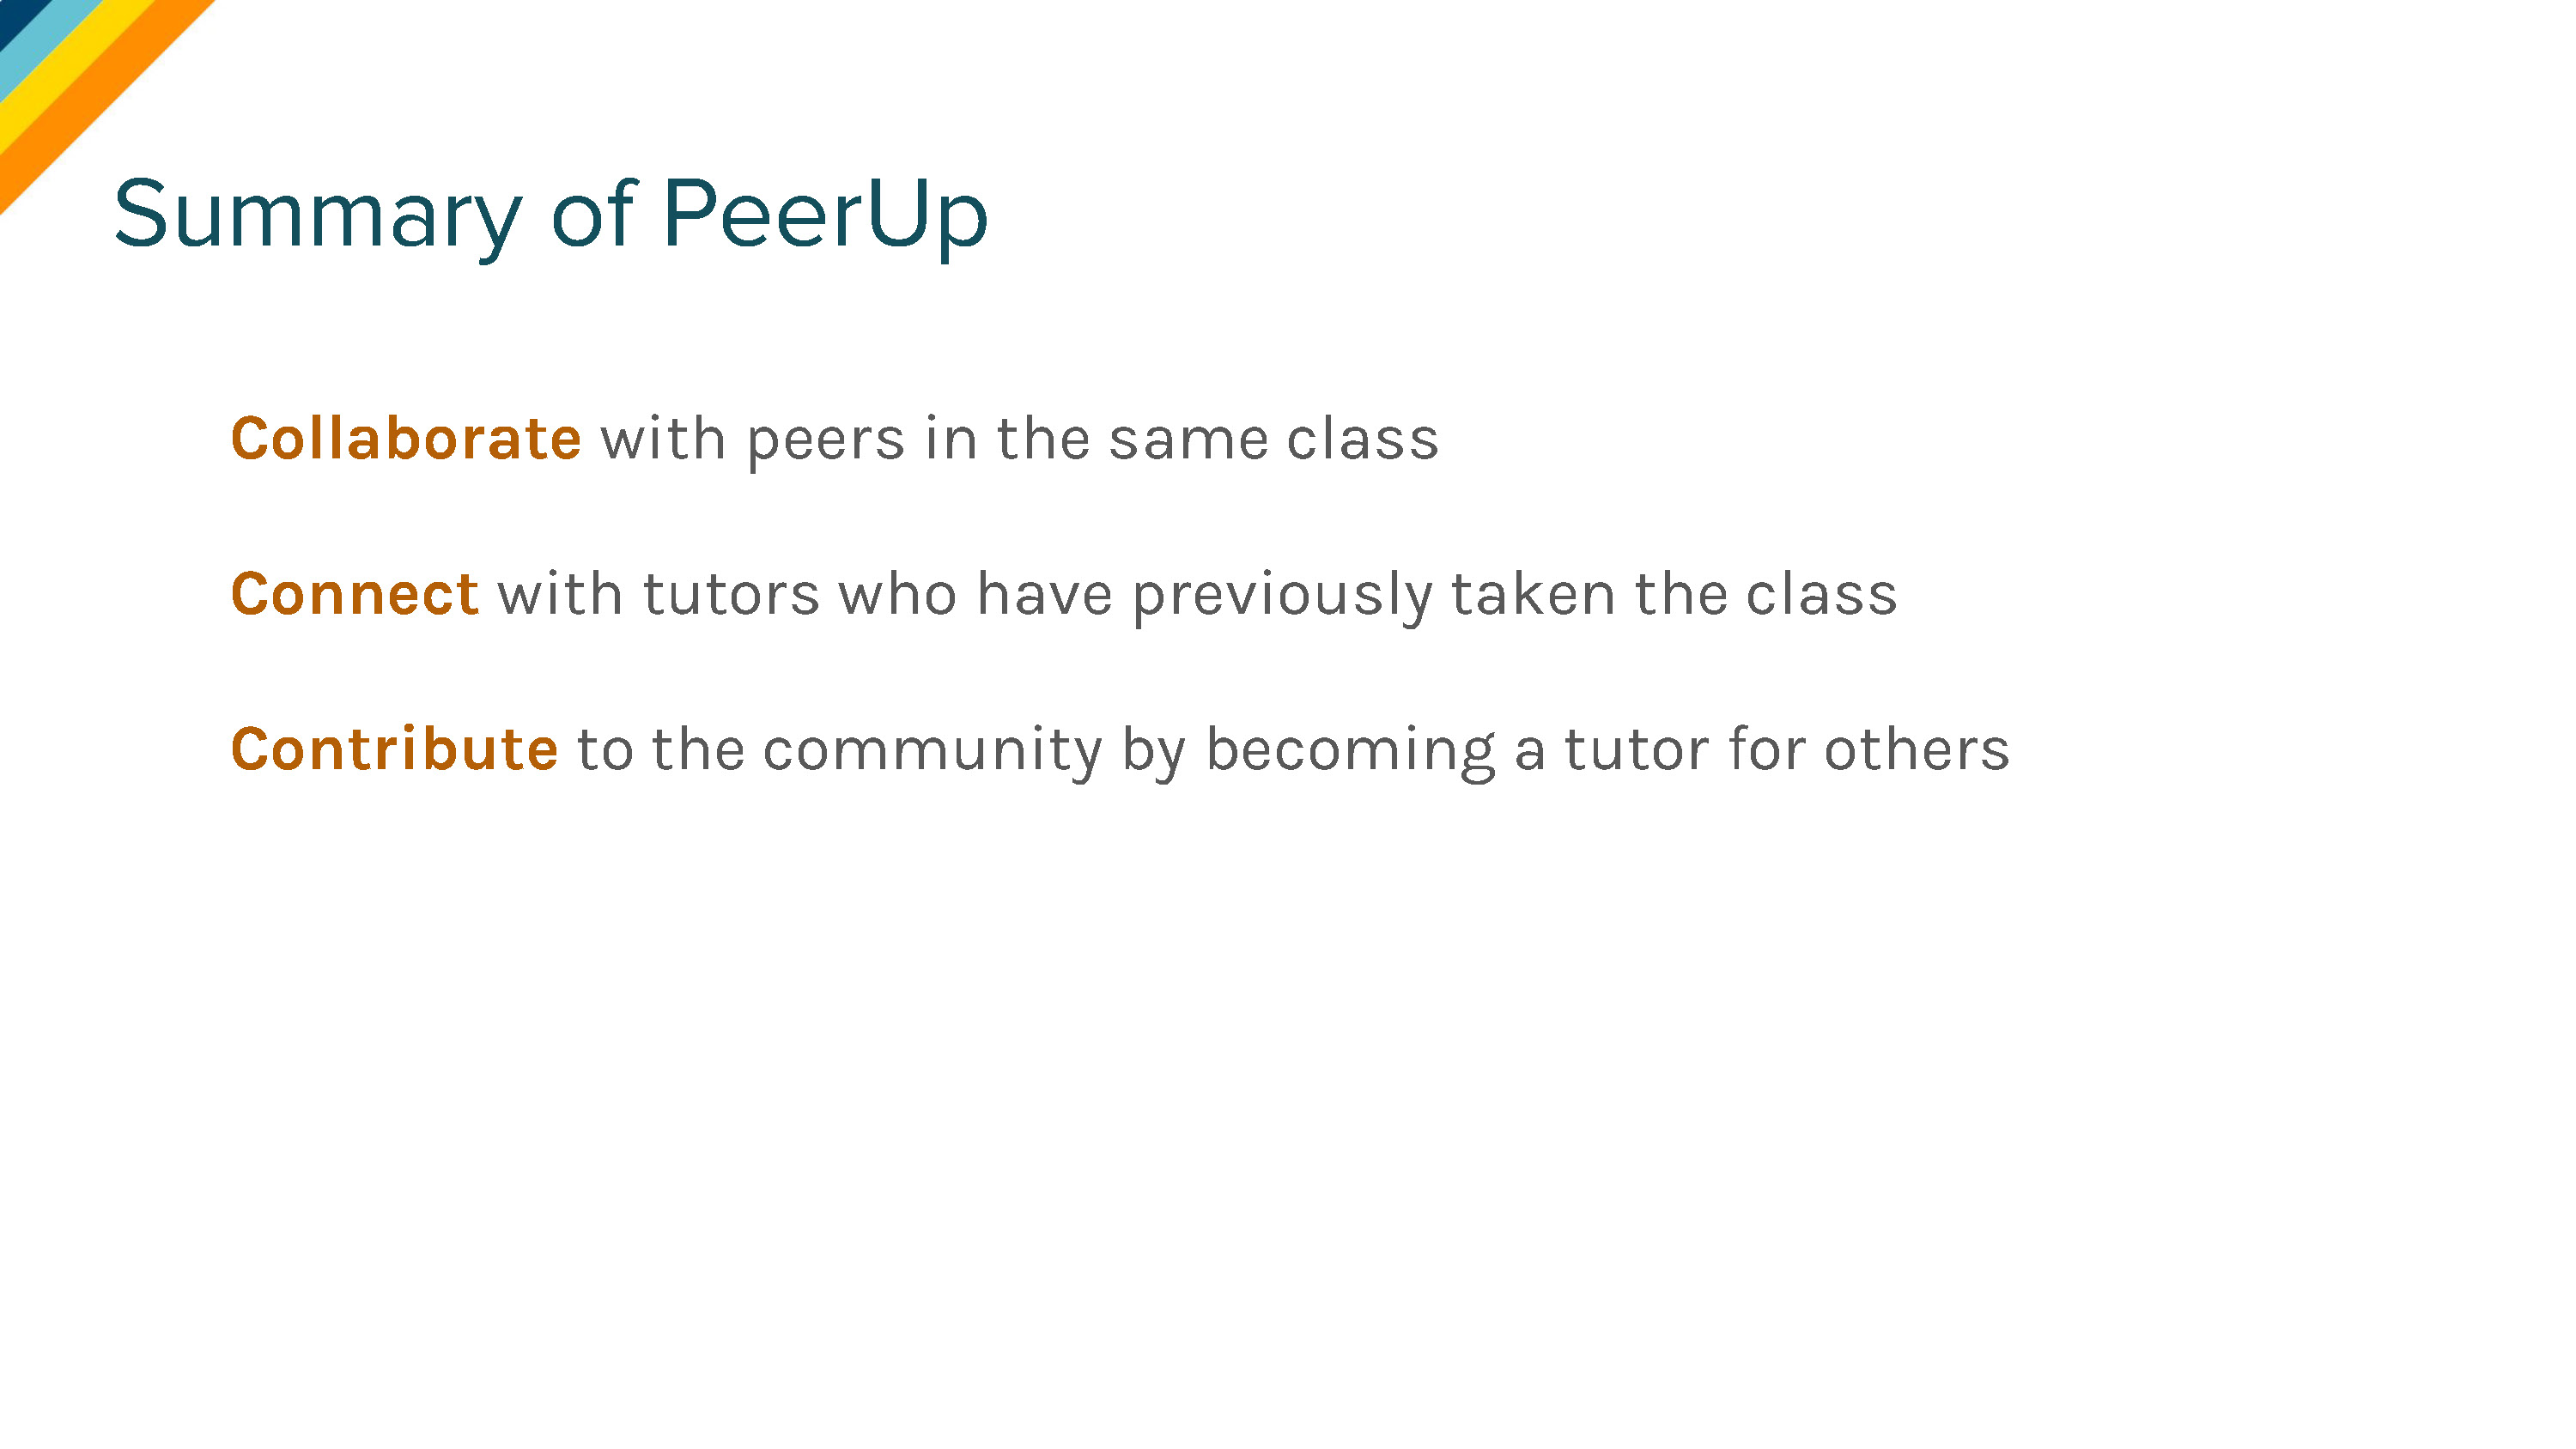 Summary of PeerUp
Collaborate with peers in the same class
Connect with tutors who have previously taken the class
Contribute to the community by becoming a tutor for others